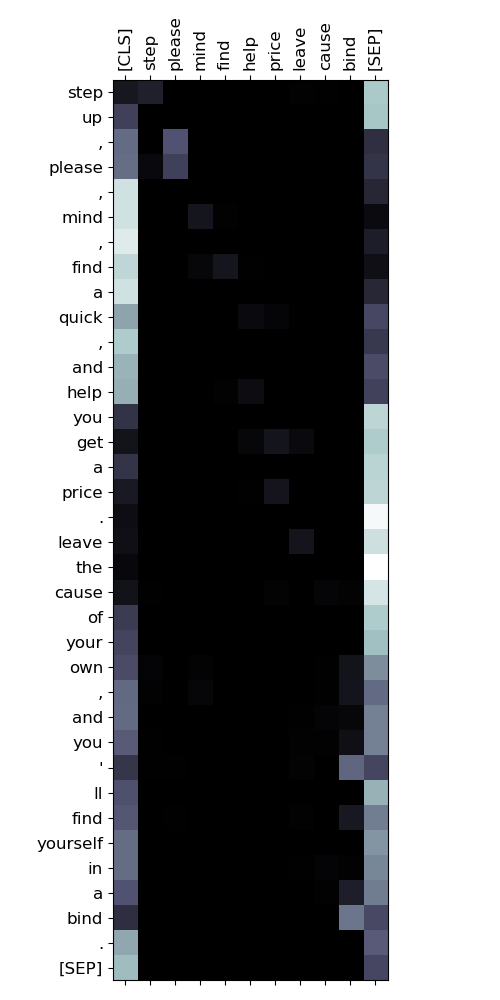 [CLS] step please mind find help price leave cause bind [SEP]
step
up
,
please
,
mind
,
find
a
quick
,
and
help
you
get
a
price
.
leave
the
cause
of
your
own
,
and
you
'
ll
find
yourself
in
a
bind
.
[SEP]